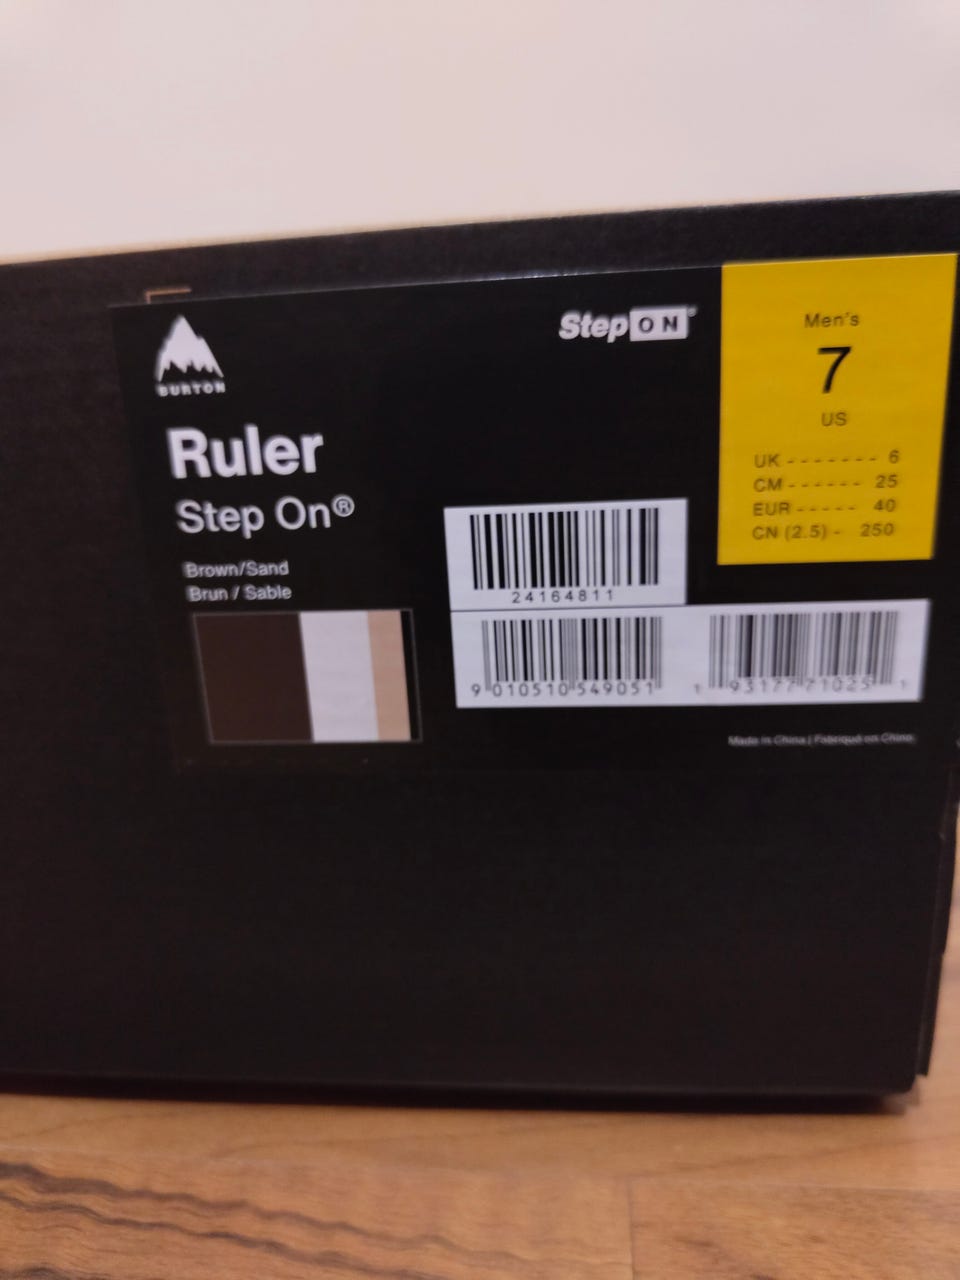 BURTON
Step ON®
Ruler
Step On®
Brown/Sand
Brun / Sable
Men's
7
US
UK - - - - - - - 6
CM - - - - - - 25
EUR - - - - - 40
CN (2.5) - 250
24164811
9 010510 549051
1 93177 71025 1
Made in China | Fabriqué en Chine